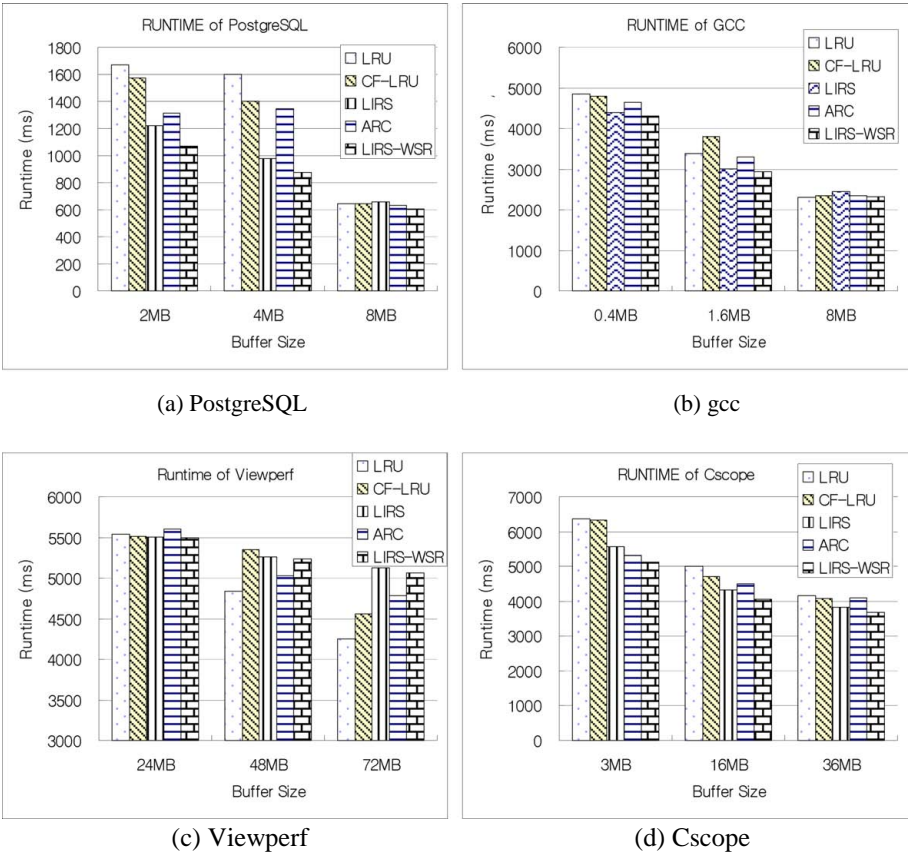 RUNTIME of PostgreSQL
1800
1600
1400
1200
1000
800
600
400
200
0
Runtime (ms)
2MB 4MB 8MB
Buffer Size
LRU
CF-LRU
LIRS
ARC
LIRS-WSR
(a) PostgreSQL
RUNTIME of GCC
6000
5000
4000
3000
2000
1000
0
Runtime (ms)
0.4MB 1.6MB 8MB
Buffer Size
LRU
CF-LRU
LIRS
ARC
LIRS-WSR
(b) gcc
Runtime of Viewperf
6000
5500
5000
4500
4000
3500
3000
Runtime (ms)
24MB 48MB 72MB
Buffer Size
LRU
CF-LRU
LIRS
ARC
LIRS-WSR
(c) Viewperf
RUNTIME of Cscope
7000
6000
5000
4000
3000
2000
1000
0
Runtime (ms)
3MB 16MB 36MB
Buffer Size
LRU
CF-LRU
LIRS
ARC
LIRS-WSR
(d) Cscope